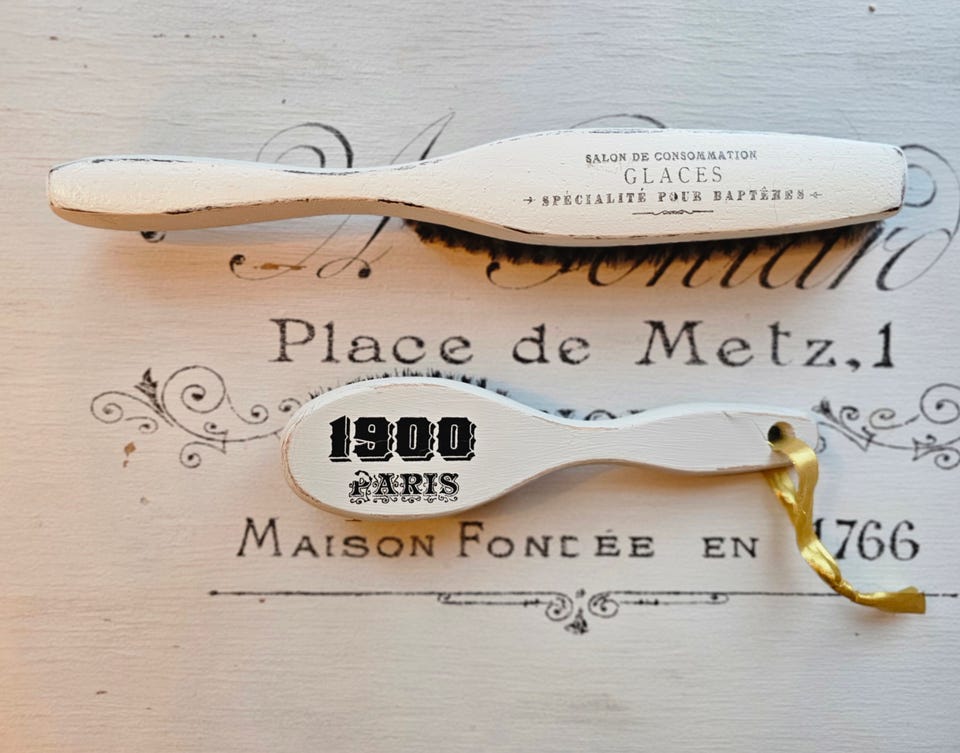 SALON DE CONSOMMATION
GLACES
SPÉCIALITÉ POUR BAPTÊMES
Place de Metz,1
1900
PARIS
MAISON FONDÉE EN 1766